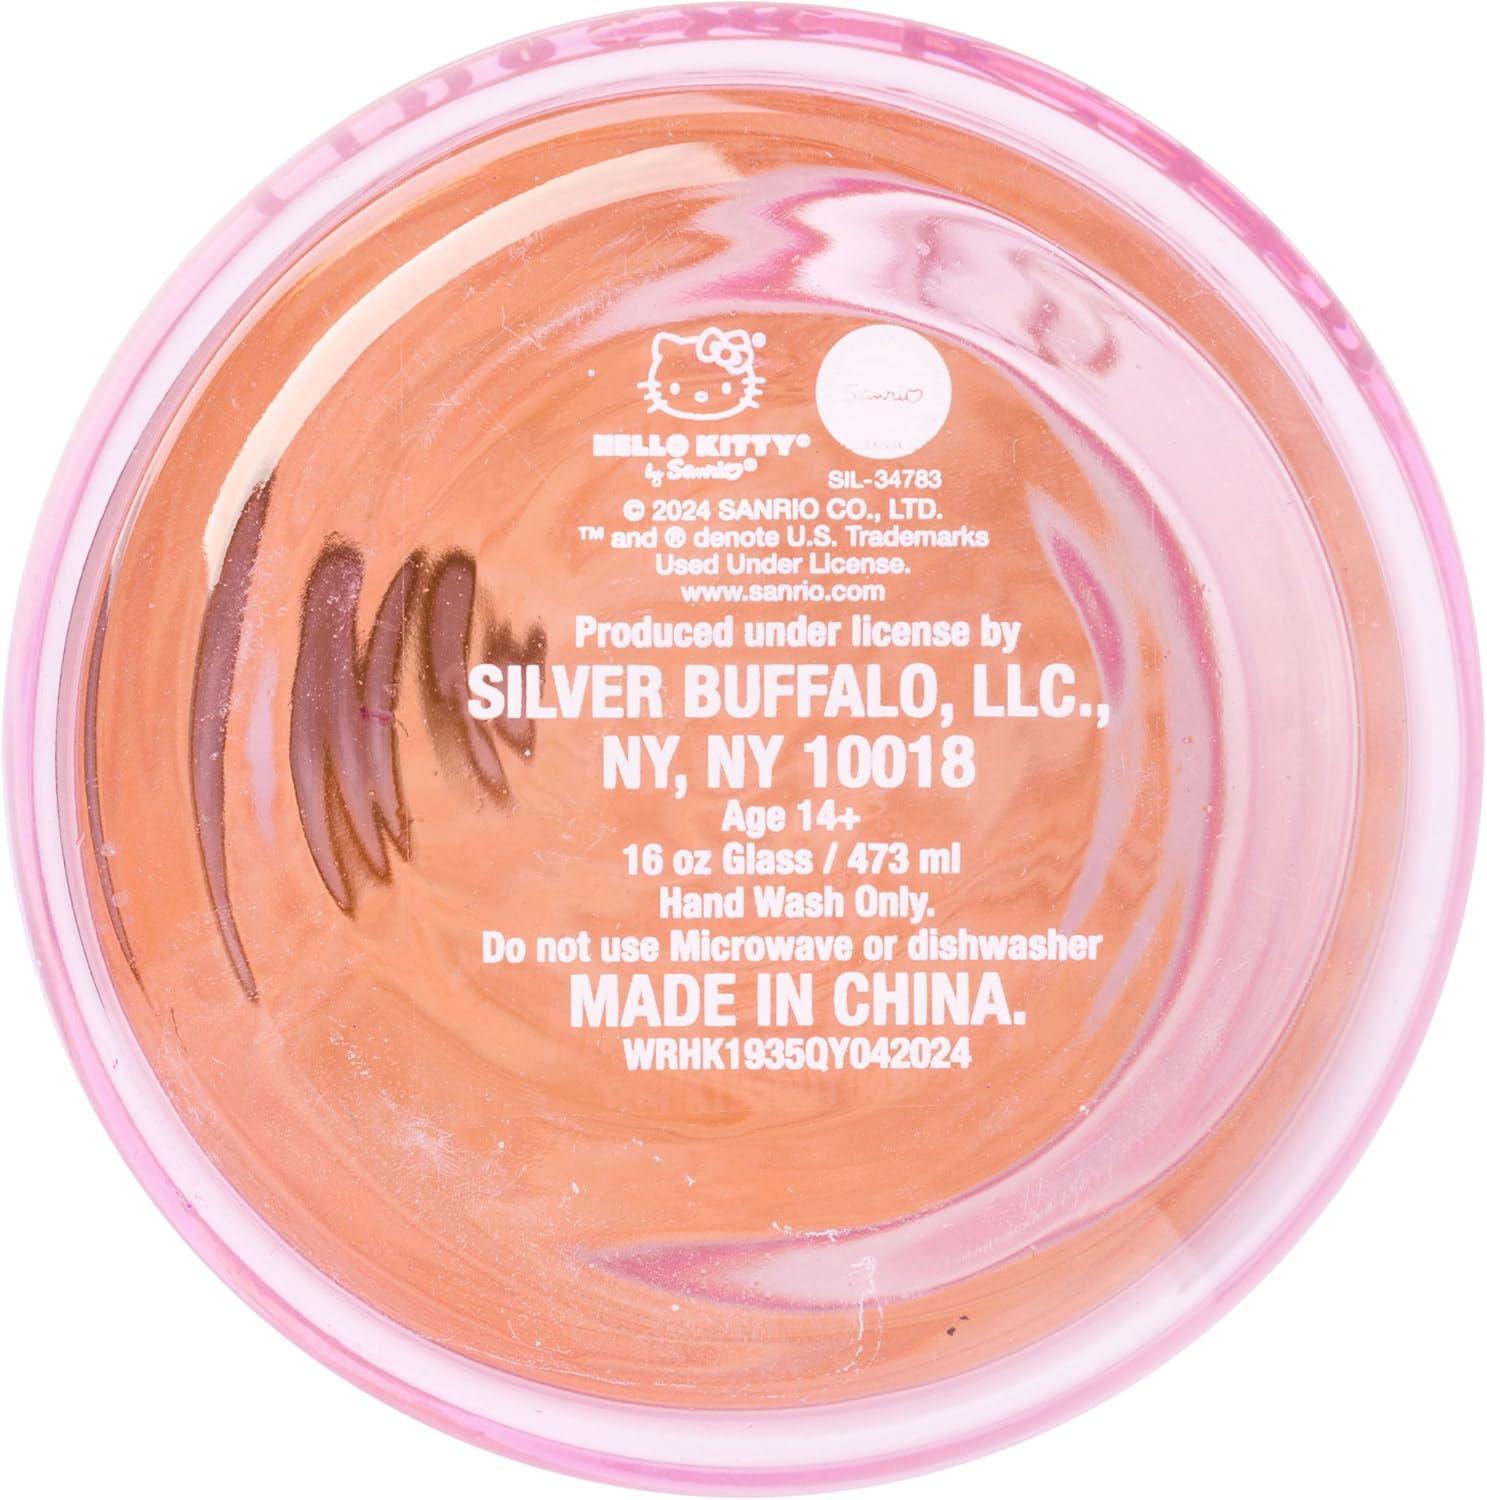 HELLO KITTY®
by Sanrio®
Sanrio
USA
SIL-34783
© 2024 SANRIO CO., LTD.
™ and ® denote U.S. Trademarks
Used Under License.
www.sanrio.com
Produced under license by
SILVER BUFFALO, LLC.,
NY, NY 10018
Age 14+
16 oz Glass / 473 ml
Hand Wash Only.
Do not use Microwave or dishwasher
MADE IN CHINA.
WRHK1935QY042024